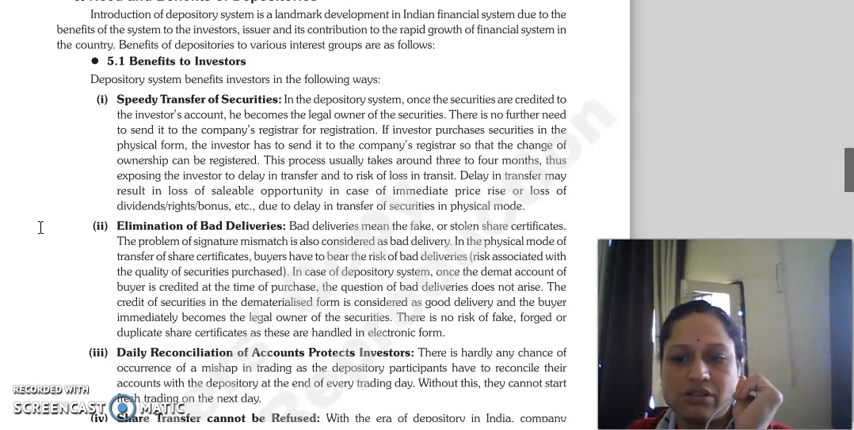 Introduction of depository system is a landmark development in Indian financial system due to the
benefits of the system to the investors, issuer and its contribution to the rapid growth of financial system in
the country. Benefits of depositories to various interest groups are as follows:
● 5.1 Benefits to Investors
Depository system benefits investors in the following ways:
(i) Speedy Transfer of Securities: In the depository system, once the securities are credited to
the investor's account, he becomes the legal owner of the securities. There is no further need
to send it to the company's registrar for registration. If investor purchases securities in the
physical form, the investor has to send it to the company's registrar so that the change of
ownership can be registered. This process usually takes around three to four months, thus
exposing the investor to delay in transfer and to risk of loss in transit. Delay in transfer may
result in loss of saleable opportunity in case of immediate price rise or loss of
dividends/rights/bonus, etc., due to delay in transfer of securities in physical mode.
(ii) Elimination of Bad Deliveries: Bad deliveries mean the fake, or stolen share certificates.
The problem of signature mismatch is also considered as bad delivery. In the physical mode of
transfer of share certificates, buyers have to bear the risk of bad deliveries (risk associated with
the quality of securities purchased). In case of depository system, once the demat account of
buyer is credited at the time of purchase, the question of bad deliveries does not arise. The
credit of securities in the dematerialised form is considered as good delivery and the buyer
immediately becomes the legal owner of the securities. There is no risk of fake, forged or
duplicate share certificates as these are handled in electronic form.
(iii) Daily Reconciliation of Accounts Protects Investors: There is hardly any chance of
occurrence of a mishap in trading as the depository participants have to reconcile their
accounts with the depository at the end of every trading day. Without this, they cannot start
fresh trading on the next day.
(iv) Share Transfer cannot be Refused: With the era of depository in India, company
RECORDED WITH
SCREENCAST MATIC